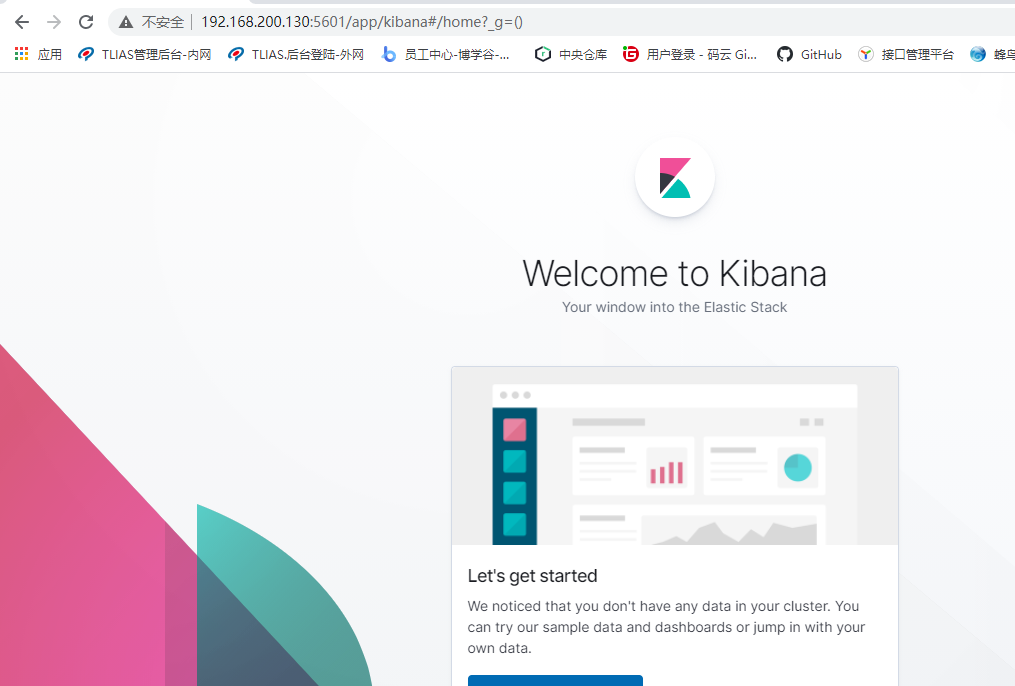 不安全 192.168.200.130:5601/app/kibana#/home?_g=()
应用 TLIAS管理后台-内网 TLIAS.后台登陆-外网 员工中心-博学谷-... 中央仓库 用户登录 - 码云 Gi... GitHub 接口管理平台 蜂鸟
Welcome to Kibana
Your window into the Elastic Stack
Let's get started
We noticed that you don't have any data in your cluster. You
can try our sample data and dashboards or jump in with your
own data.